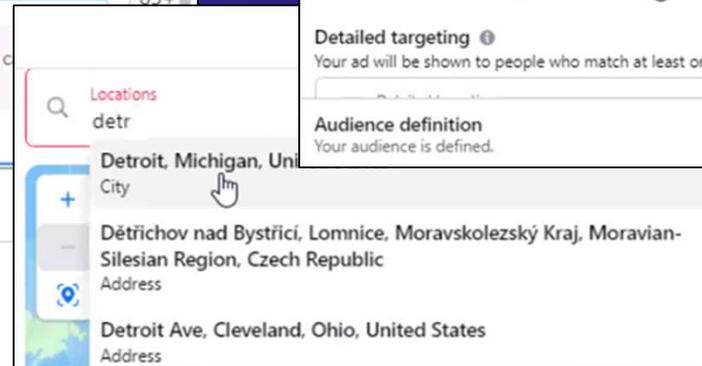 Detailed targeting
Your ad will be shown to people who match at least
Audience definition
Your audience is defined.
Locations
detr
Detroit, Michigan,
City
Dětřichov nad Bystřicí, Lomnice, Moravskolezský Kraj, Moravian-
Silesian Region, Czech Republic
Address
Detroit Ave, Cleveland, Ohio, United States
Address